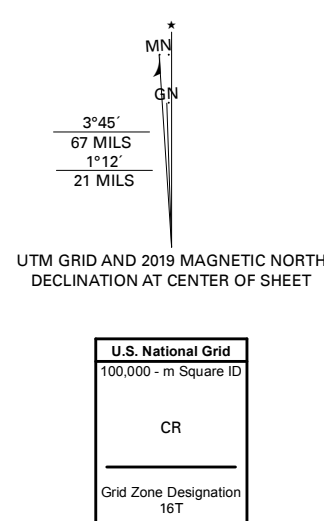 ★
MN
GN
3°45´
67 MILS
1°12´
21 MILS
UTM GRID AND 2019 MAGNETIC NORTH
DECLINATION AT CENTER OF SHEET
U.S. National Grid
100,000 - m Square ID
CR
Grid Zone Designation
16T